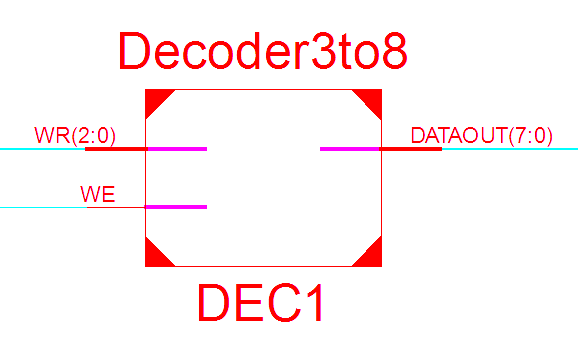 Decoder3to8
WR(2:0)
DATAOUT(7:0)
WE
DEC1